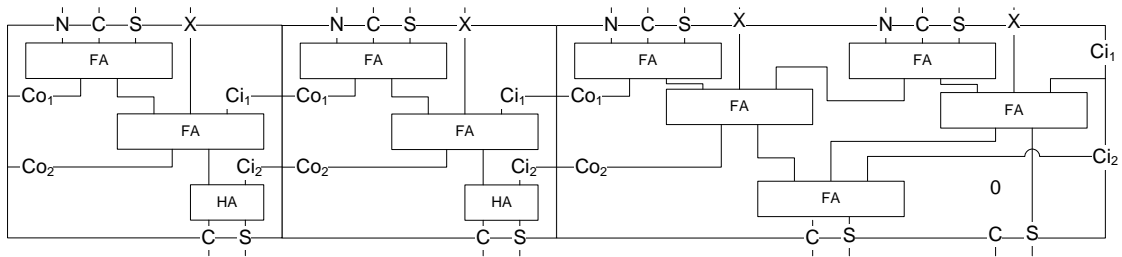 N C S X N C S X N C S X N C S X
FA FA FA FA Ci₁
Co₁ Ci₁ Co₁ Ci₁ Co₁
FA FA FA FA
Co₂ Ci₂ Co₂ Ci₂ Co₂ Ci₂
HA HA FA 0
C S C S C S C S